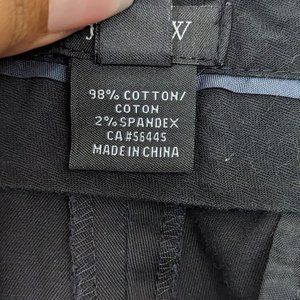 J W
98% COTTON/
COTON
2% SPANDEX
CA#56445
MADE IN CHINA